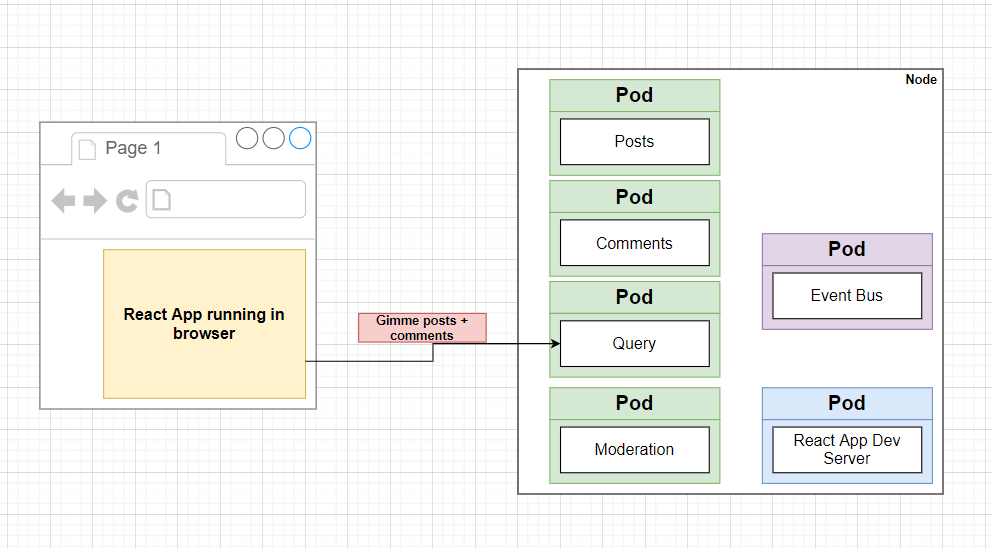 Page 1
React App running in
browser
Gimme posts +
comments
Node
Pod
Posts
Pod
Comments
Pod
Query
Pod
Moderation
Pod
Event Bus
Pod
React App Dev
Server